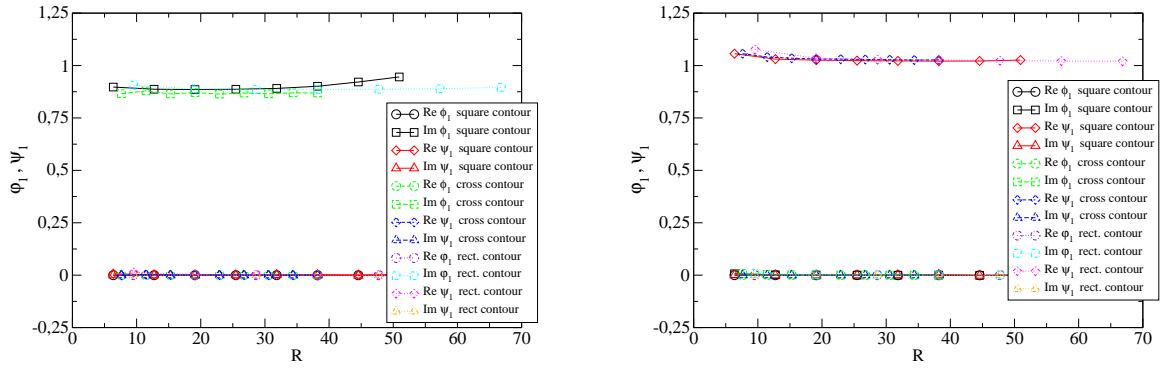 1,25
1
0,75
0,5
0,25
0
-0,25
φ1 , ψ1
0 10 20 30 40 50 60 70
R
Re ϕ1 square contour
Im ϕ1 square contour
Re ψ1 square contour
Im ψ1 square contour
Re ϕ1 cross contour
Im ϕ1 cross contour
Re ψ1 cross contour
Im ψ1 cross contour
Re φ1 rect. contour
Im φ1 rect. contour
Re ψ1 rect. contour
Im ψ1 rect contour
1,25
1
0,75
0,5
0,25
0
-0,25
φ1 , ψ1
0 10 20 30 40 50 60 70
R
Re ϕ1 square contour
Im ϕ1 square contour
Re ψ1 square contour
Im ψ1 square contour
Re ϕ1 cross contour
Im ϕ1 cross contour
Re ψ1 cross contour
Im ψ1 cross contour
Re φ1 rect. contour
Im φ1 rect. contour
Re ψ1 rect. contour
Im ψ1 rect. contour